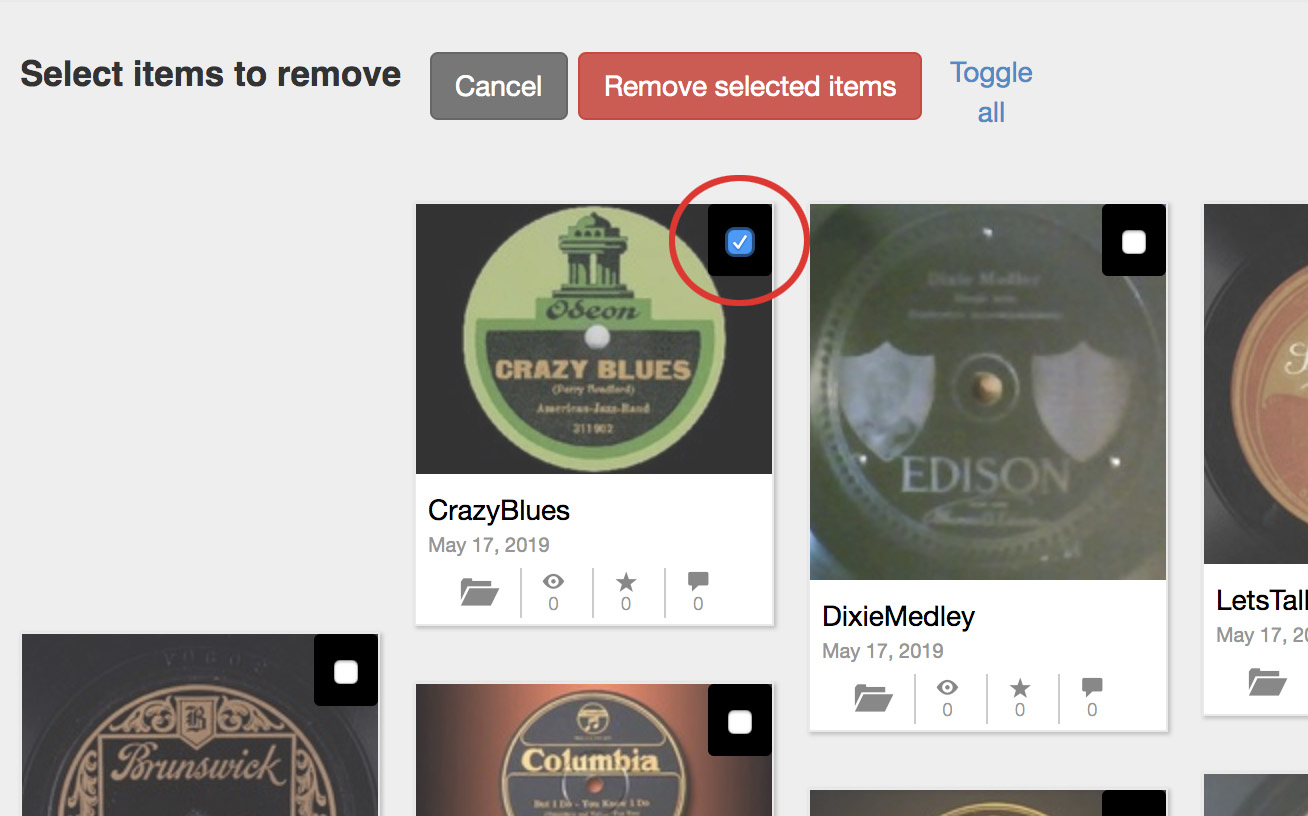 Select items to remove
Cancel
Remove selected items
Toggle
all
Odeon
CRAZY BLUES
(Perry Bradford)
American-Jazz-Band
311902
CrazyBlues
May 17, 2019
0
0
0
Dixie Medley
EDISON
DixieMedley
May 17, 2019
0
0
0
LetsTall
May 17, 20
B
Brunswick
Columbia
But I Do - You Know I Do